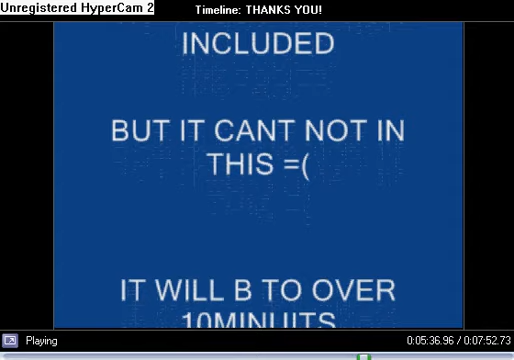 Unregistered HyperCam 2
Timeline: THANKS YOU!
INCLUDED
BUT IT CANT NOT IN
THIS =(
IT WILL B TO OVER
10MINUITS
Playing
0:05:36.96 / 0:07:52.73